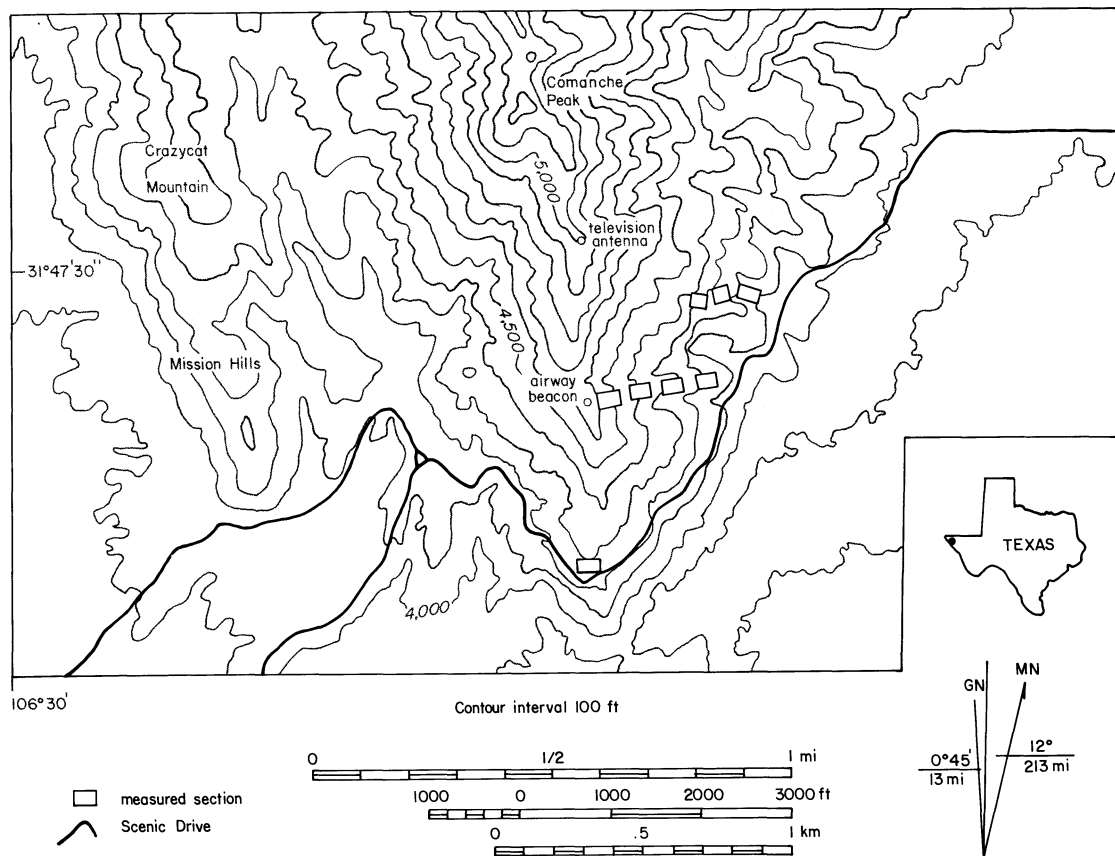 Comanche
Peak
Crazycat
Mountain
5,000
television
antenna
31°47'30"
4,500
Mission Hills
airway
beacon
TEXAS
4,000
106°30'
Contour interval 100 ft
GN
MN
0°45'
13 mi
12°
213 mi
0 1/2 1 mi
1000 0 1000 2000 3000 ft
0 .5 1 km
measured section
Scenic Drive